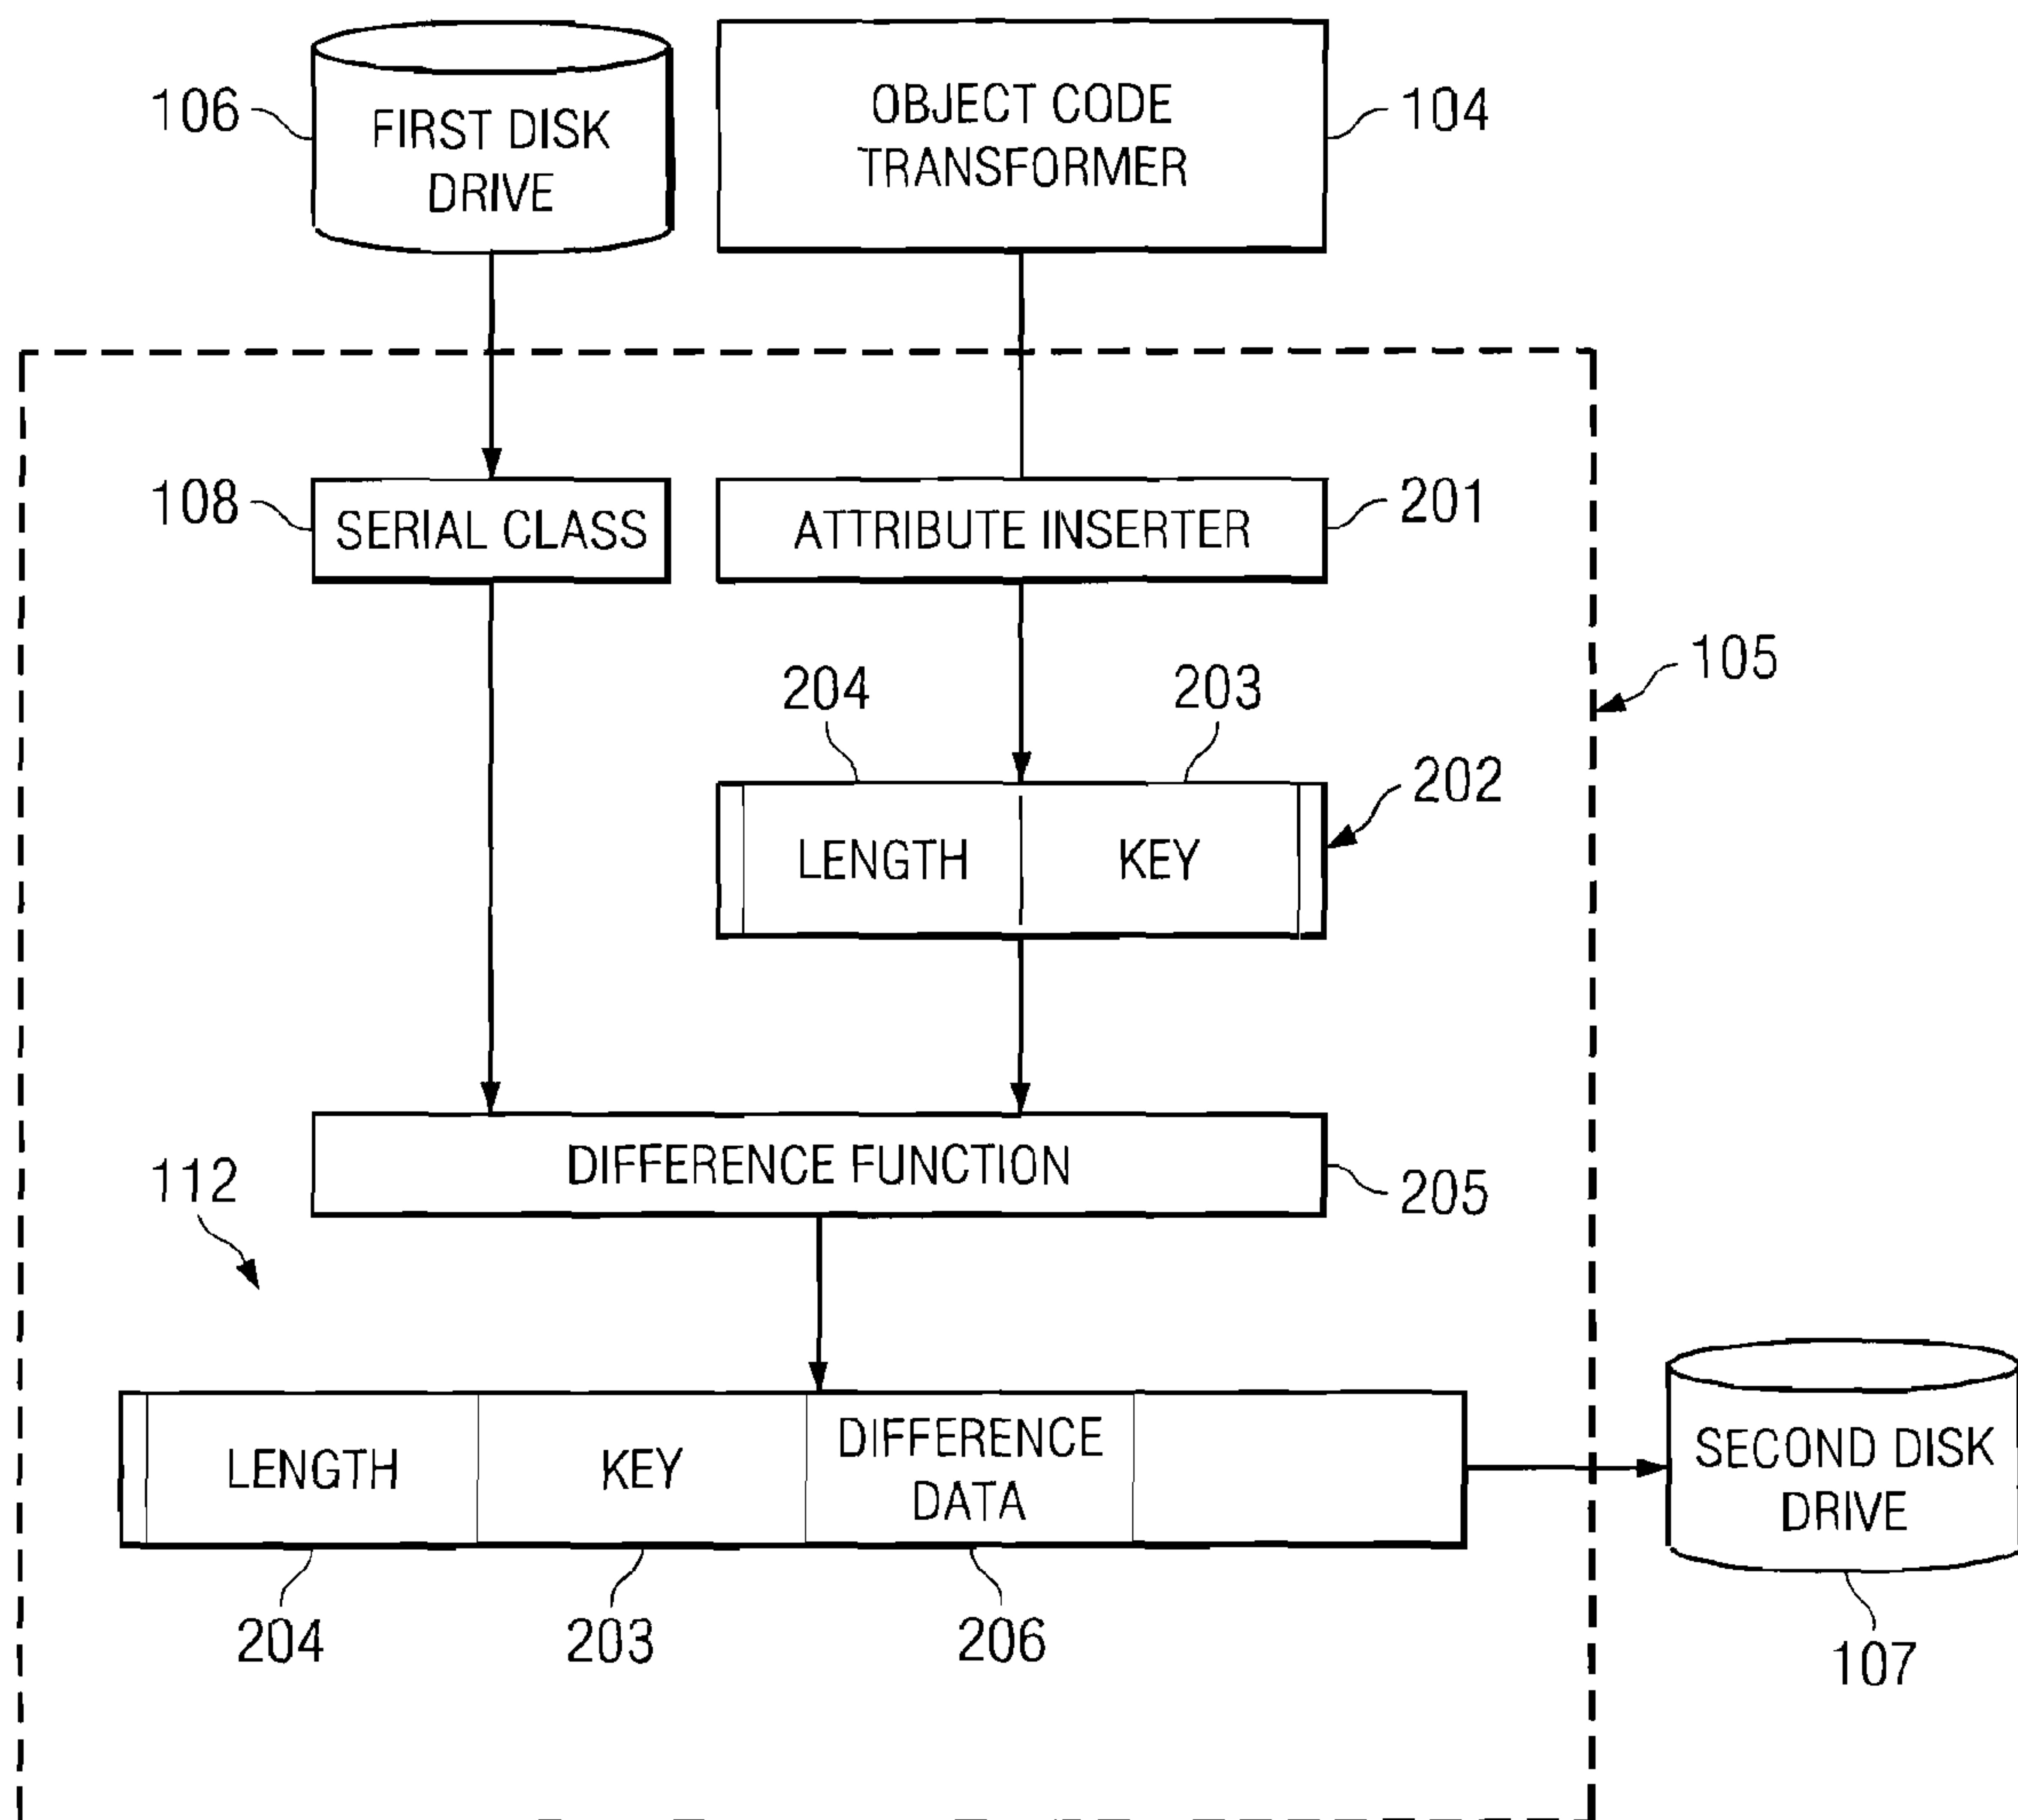 106
FIRST DISK
DRIVE
OBJECT CODE
TRANSFORMER
104
108
SERIAL CLASS
ATTRIBUTE INSERTER
201
105
204
203
202
LENGTH
KEY
DIFFERENCE FUNCTION
205
112
LENGTH
KEY
DIFFERENCE
DATA
SECOND DISK
DRIVE
204
203
206
107